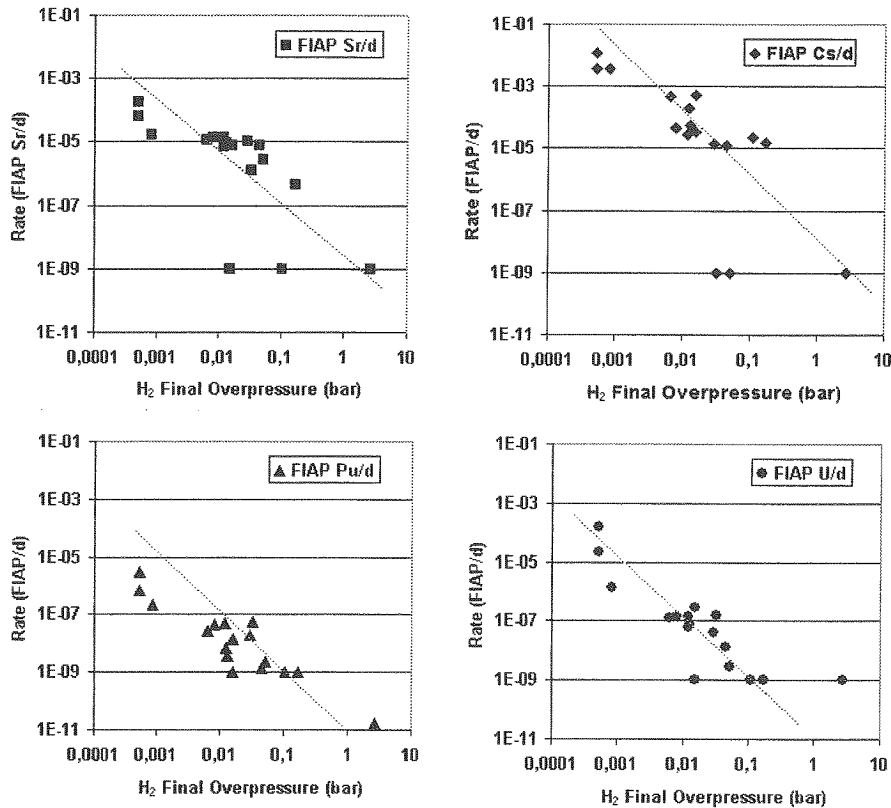 1E-01
FIAP Sr/d
1E-03
1E-05
1E-07
1E-09
1E-11
Rate (FIAP Sr/d)
0,0001 0,001 0,01 0,1 1 10
H₂ Final Overpressure (bar)
1E-01
FIAP Cs/d
1E-03
1E-05
1E-07
1E-09
1E-11
Rate (FIAP/d)
0,0001 0,001 0,01 0,1 1 10
H₂ Final Overpressure (bar)
1E-01
FIAP Pu/d
1E-03
1E-05
1E-07
1E-09
1E-11
Rate (FIAP/d)
0,0001 0,001 0,01 0,1 1 10
H₂ Final Overpressure (bar)
1E-01
FIAP U/d
1E-03
1E-05
1E-07
1E-09
1E-11
Rate (FIAP/d)
0,0001 0,001 0,01 0,1 1 10
H₂ Final Overpressure (bar)